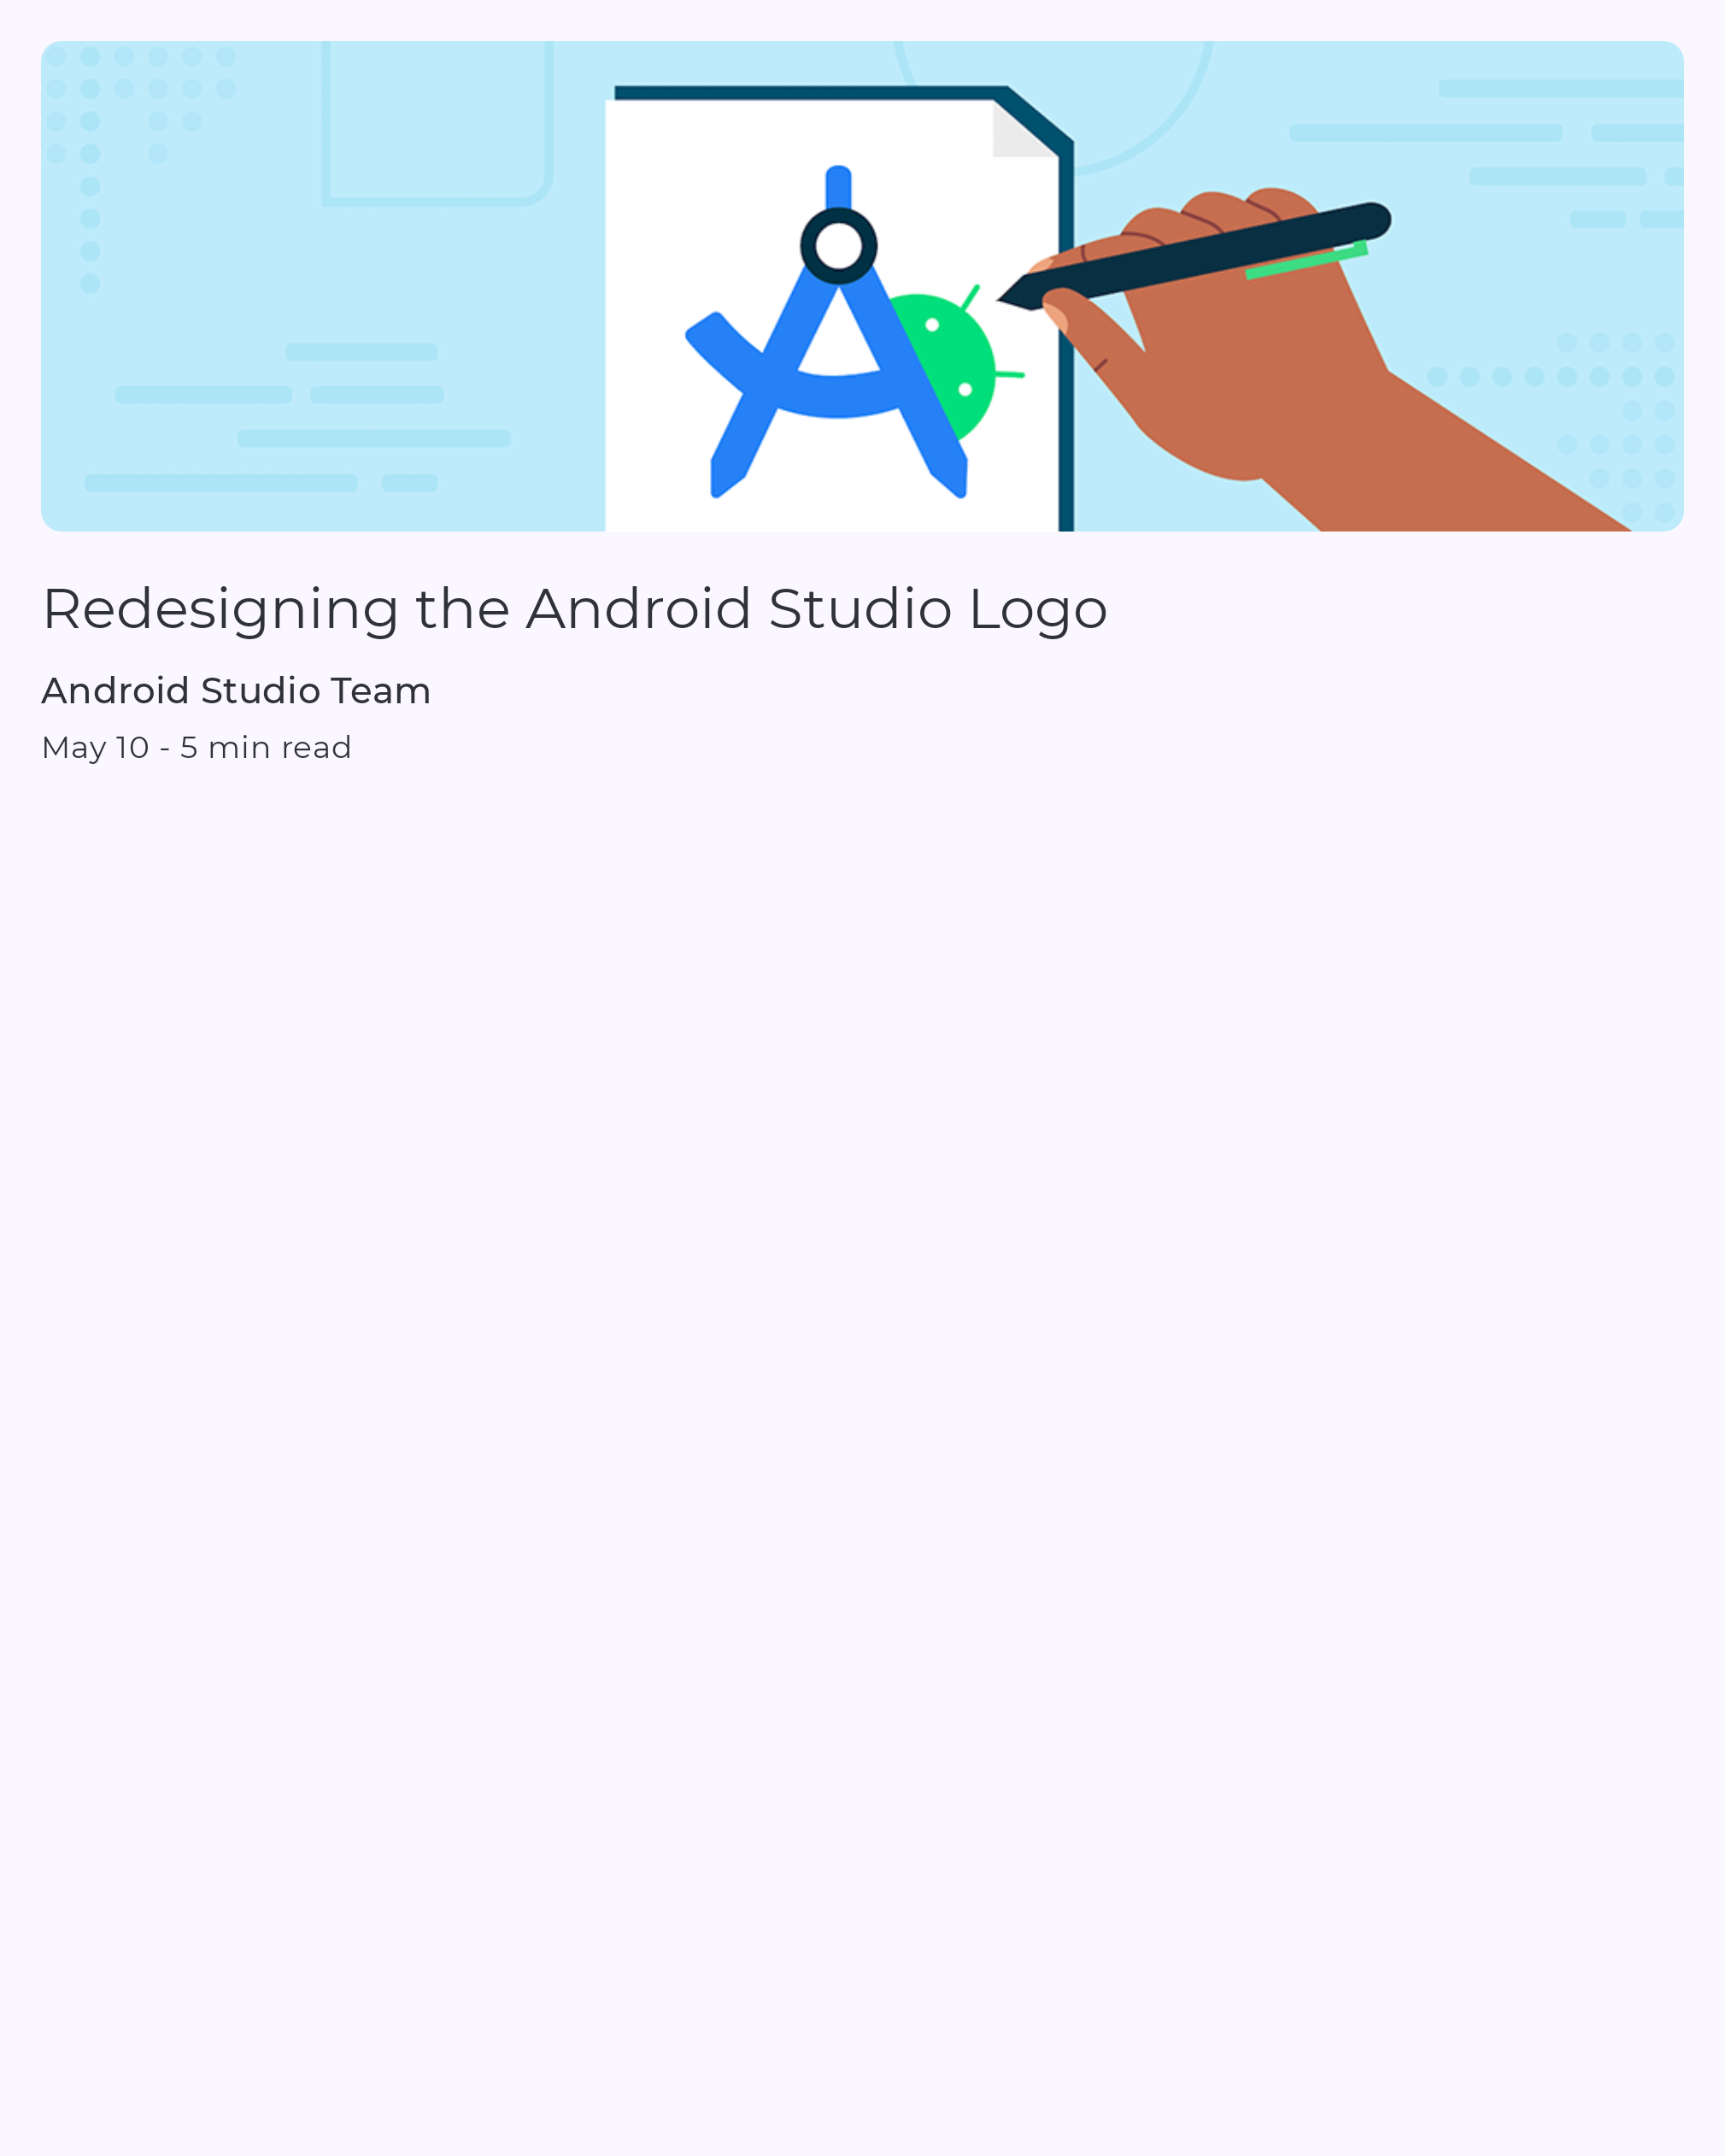 Redesigning the Android Studio Logo
Android Studio Team
May 10 - 5 min read